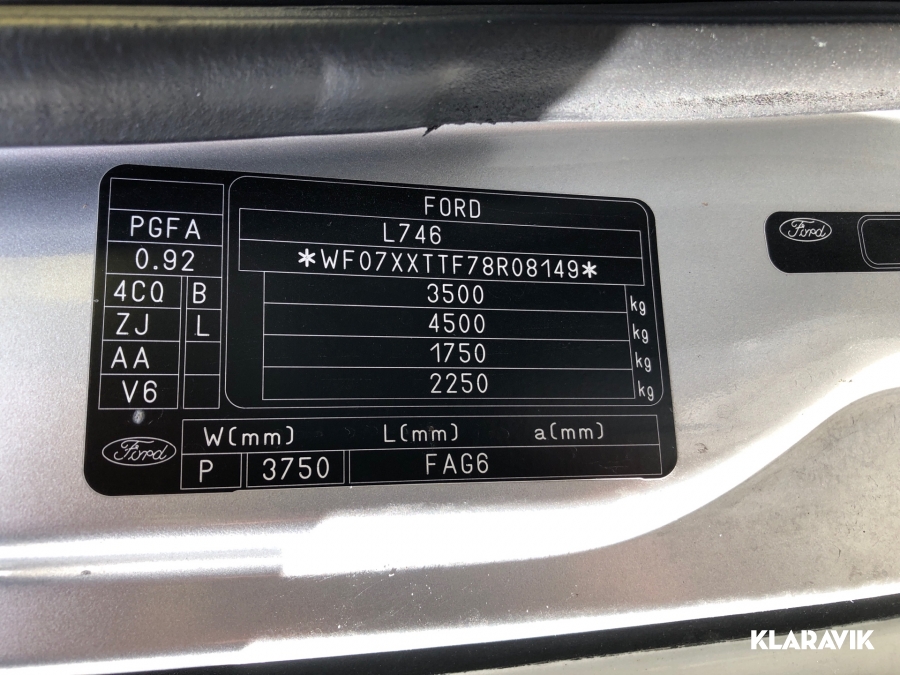 FORD
L746
*WF07XXTTF78R08149*
3500 kg
4500 kg
1750 kg
2250 kg
PGFA
0.92
4CQ B
ZJ L
AA
V6
Ford
W(mm) L(mm) a(mm)
P 3750 FAG6
Ford
KLARAVIK